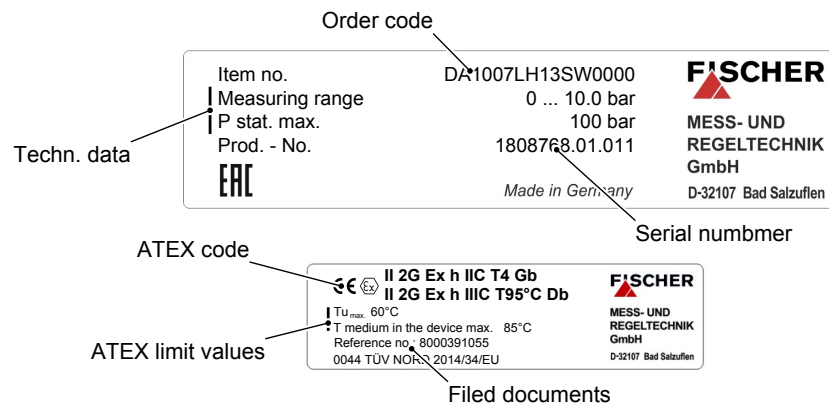 Order code
Item no. DA1007LH13SW0000
Measuring range 0 ... 10.0 bar
P stat. max. 100 bar
Prod. - No. 1808768.01.011
EAC
Made in Germany
FISCHER
MESS- UND
REGELTECHNIK
GmbH
D-32107 Bad Salzuflen
Techn. data
Serial numbmer
ATEX code
CE Ex II 2G Ex h IIC T4 Gb
II 2G Ex h IIIC T95°C Db
Tu max. 60°C
T medium in the device max. 85°C
Reference no.: 8000391055
0044 TÜV NORD 2014/34/EU
FISCHER
MESS- UND
REGELTECHNIK
GmbH
D-32107 Bad Salzuflen
ATEX limit values
Filed documents